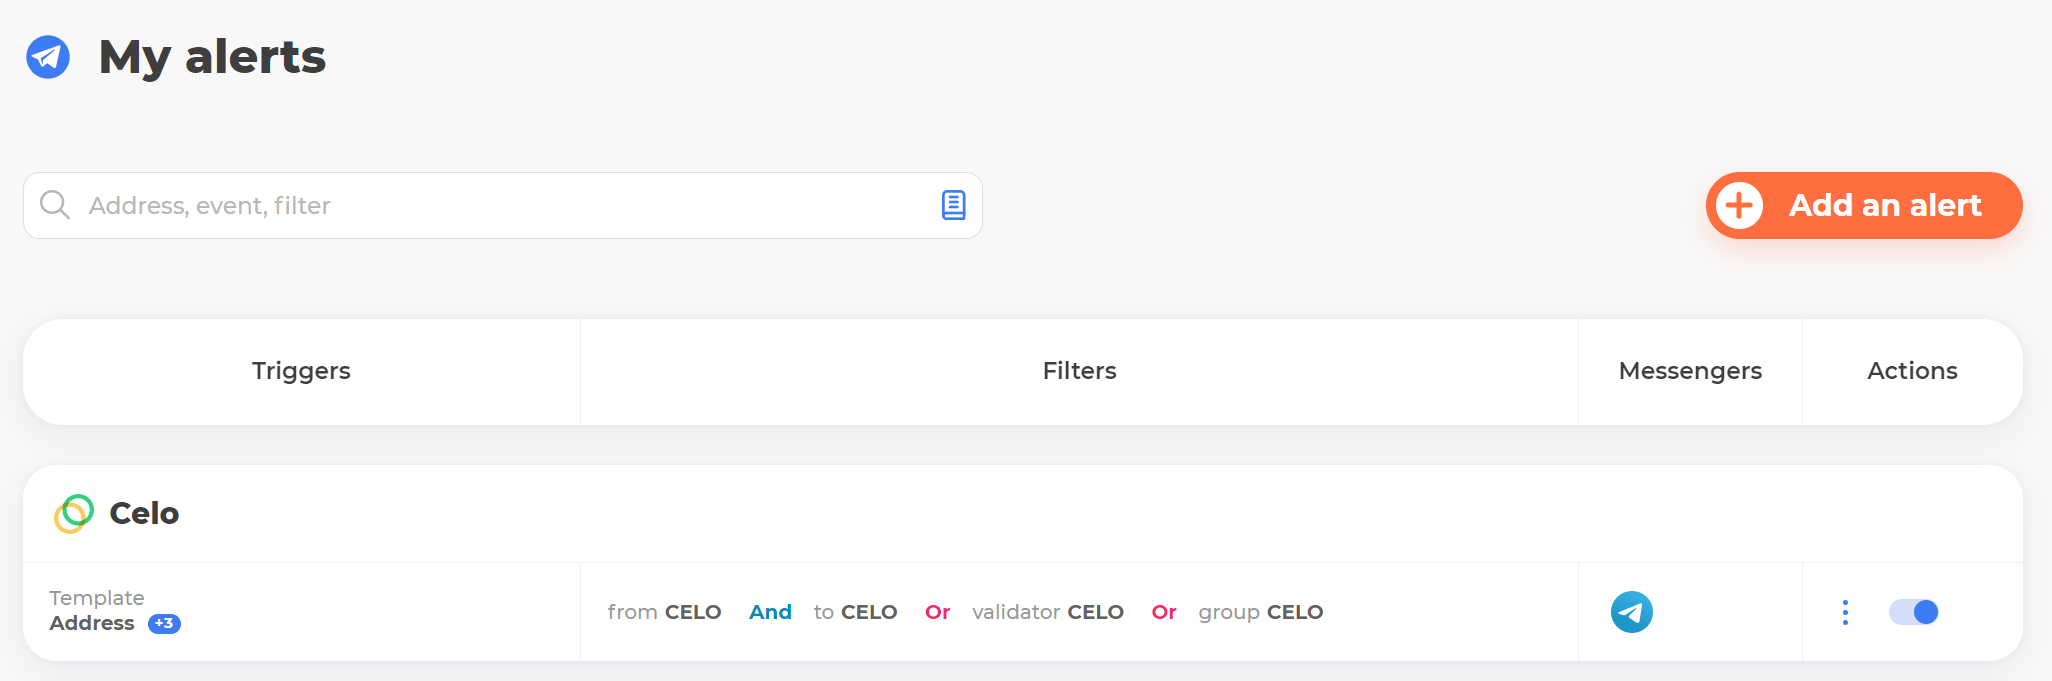 My alerts
Address, event, filter
Add an alert
Triggers Filters Messengers Actions
Celo
Template
Address +3
from CELO And to CELO Or validator CELO Or group CELO